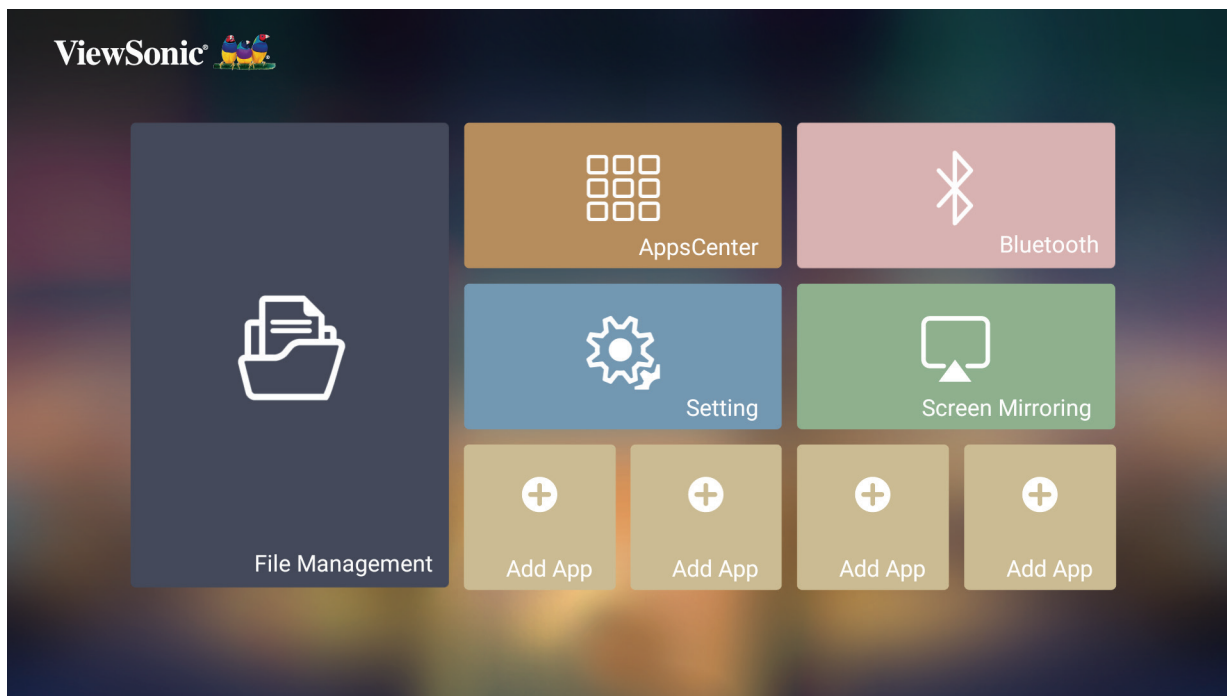 ViewSonic®
AppsCenter
Bluetooth
Setting
Screen Mirroring
File Management
Add App
Add App
Add App
Add App